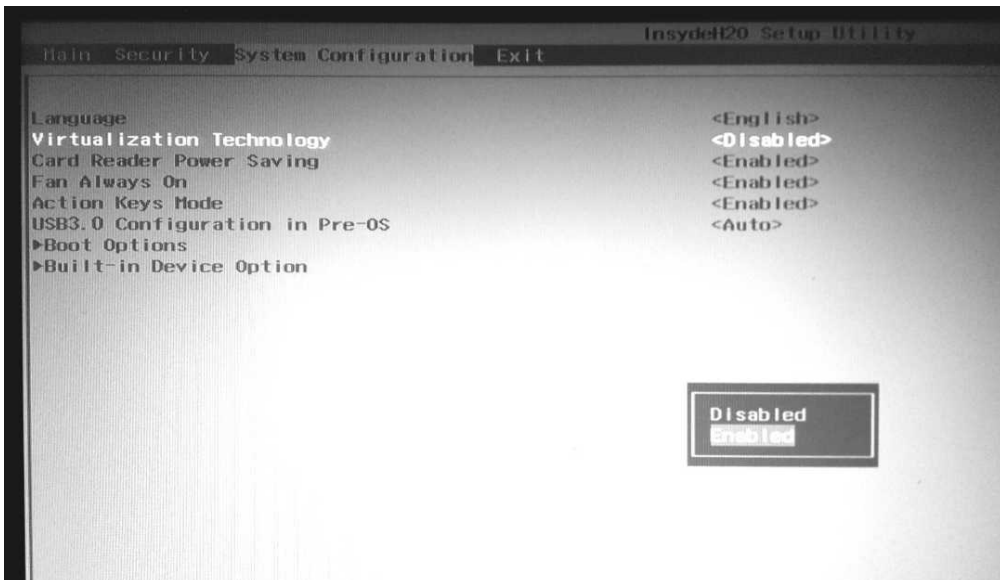 InsydeH20 Setup Utility
Main Security System Configuration Exit
Language <English>
Virtualization Technology <Disabled>
Card Reader Power Saving <Enabled>
Fan Always On <Enabled>
Action Keys Mode <Enabled>
USB3.0 Configuration in Pre-OS <Auto>
▶Boot Options
▶Built-in Device Option
Disabled
Enabled